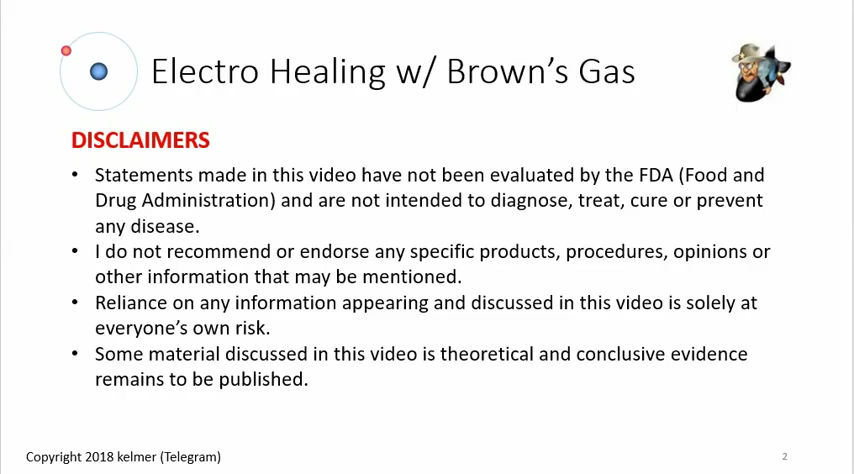 Electro Healing w/ Brown’s Gas
DISCLAIMERS
• Statements made in this video have not been evaluated by the FDA (Food and
Drug Administration) and are not intended to diagnose, treat, cure or prevent
any disease.
• I do not recommend or endorse any specific products, procedures, opinions or
other information that may be mentioned.
• Reliance on any information appearing and discussed in this video is solely at
everyone’s own risk.
• Some material discussed in this video is theoretical and conclusive evidence
remains to be published.
Copyright 2018 kelmer (Telegram)
2